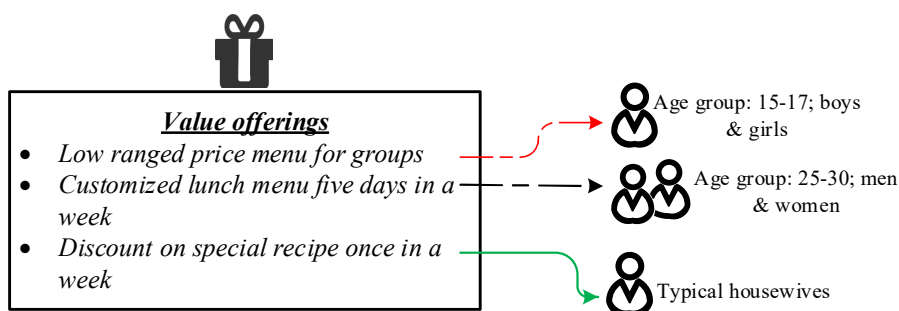 Value offerings
• Low ranged price menu for groups
• Customized lunch menu five days in a
week
• Discount on special recipe once in a
week
Age group: 15-17; boys
& girls
Age group: 25-30; men
& women
Typical housewives